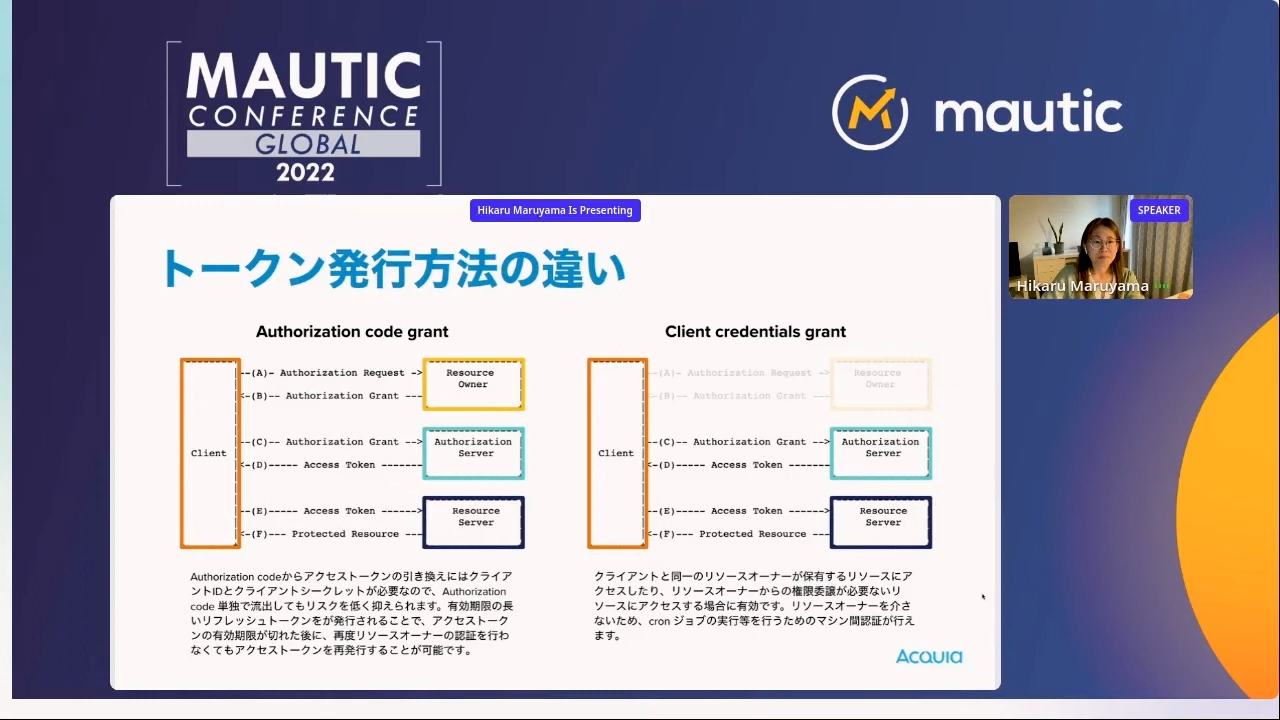 MAUTIC
CONFERENCE
GLOBAL
2022
mautic
Hikaru Maruyama Is Presenting
SPEAKER
Hikaru Maruyama
トークン発行方法の違い
Authorization code grant
Client
--(A)- Authorization Request ->
<-(B)-- Authorization Grant ---
Resource
Owner
--(C)-- Authorization Grant -->
<-(D)----- Access Token -------
Authorization
Server
--(E)----- Access Token ------>
<-(F)--- Protected Resource ---
Resource
Server
Authorization codeからアクセストークンの引き換えにはクライア
ントIDとクライアントシークレットが必要なので、Authorization
code 単独で流出してもリスクを低く抑えられます。有効期限の長
いリフレッシュトークンをが発行されることで、アクセストーク
ンの有効期限が切れた後に、再度リソースオーナーの認証を行わ
なくてもアクセストークンを再発行することが可能です。
Client credentials grant
Client
--(A)- Authorization Request ->
<-(B)-- Authorization Grant ---
Resource
Owner
--(C)-- Authorization Grant -->
<-(D)----- Access Token -------
Authorization
Server
--(E)----- Access Token ------>
<-(F)--- Protected Resource ---
Resource
Server
クライアントと同一のリソースオーナーが保有するリソースにア
クセスしたり、リソースオーナーからの権限委譲が必要ないリ
ソースにアクセスする場合に有効です。リソースオーナーを介さ
ないため、cron ジョブの実行等を行うためのマシン間認証が行え
ます。
Acquia